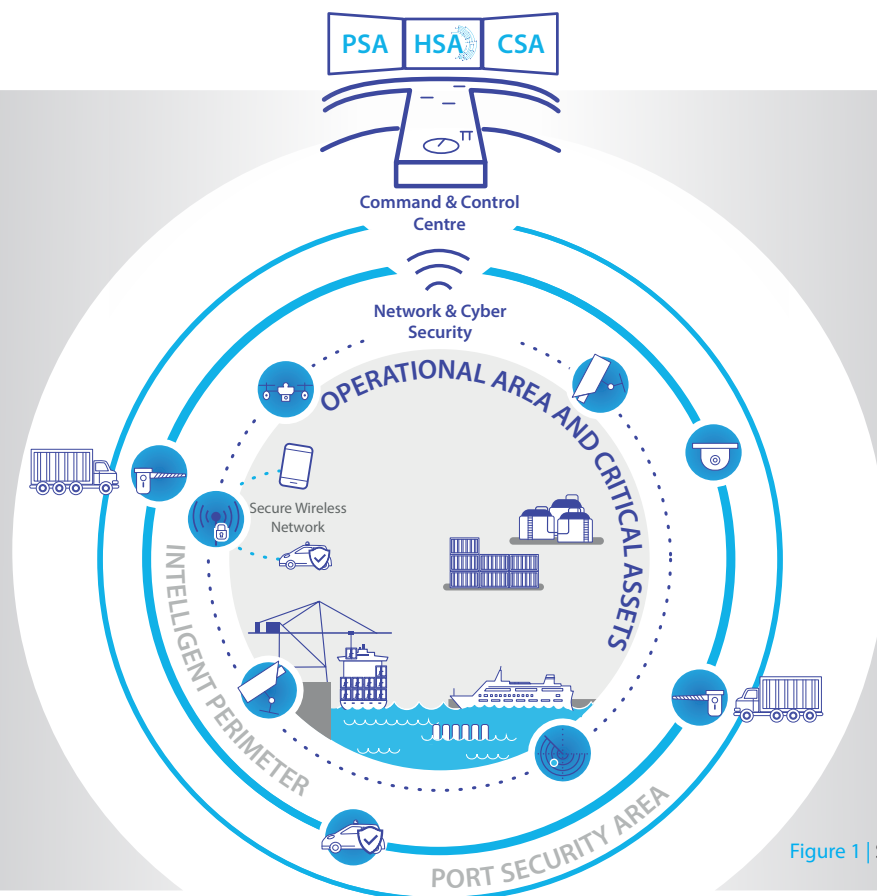 PSA HSA CSA
Command & Control
Centre
Network & Cyber
Security
OPERATIONAL AREA AND CRITICAL ASSETS
Secure Wireless
Network
INTELLIGENT PERIMETER
PORT SECURITY AREA
Figure 1 |